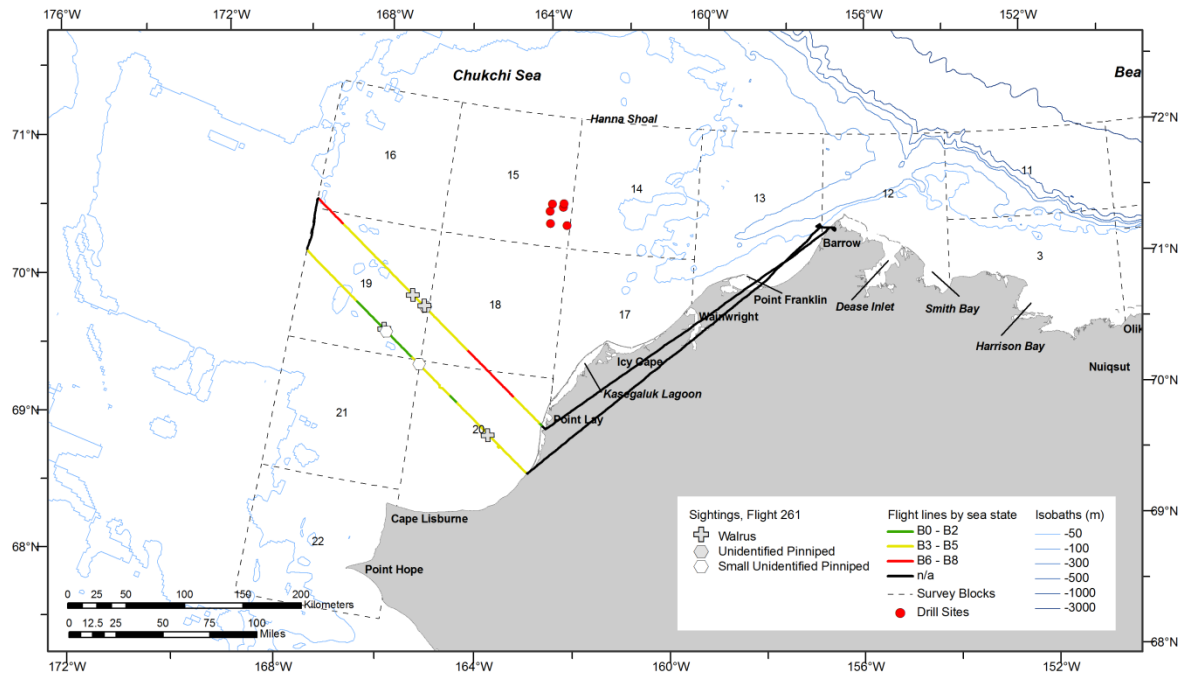 176°W 172°W 168°W 164°W 160°W 156°W 152°W
Chukchi Sea
Bea
72°N
71°N
Hanna Shoal
16
15
14
13
12
11
3
71°N
Barrow
70°N
19
18
17
Point Franklin
Dease Inlet
Smith Bay
Wainwright
Harrison Bay
Olik
Icy Cape
Nuiqsut
Kasegaluk Lagoon
70°N
21
69°N
Point Lay
20
Cape Lisburne
69°N
22
68°N
Point Hope
0 25 50 100 150 200
Kilometers
0 12.5 25 50 75 100
Miles
Sightings, Flight 261
Walrus
Unidentified Pinniped
Small Unidentified Pinniped
Flight lines by sea state
B0 - B2
B3 - B5
B6 - B8
n/a
Survey Blocks
Drill Sites
Isobaths (m)
-50
-100
-300
-500
-1000
-3000
68°N
172°W 168°W 164°W 160°W 156°W 152°W